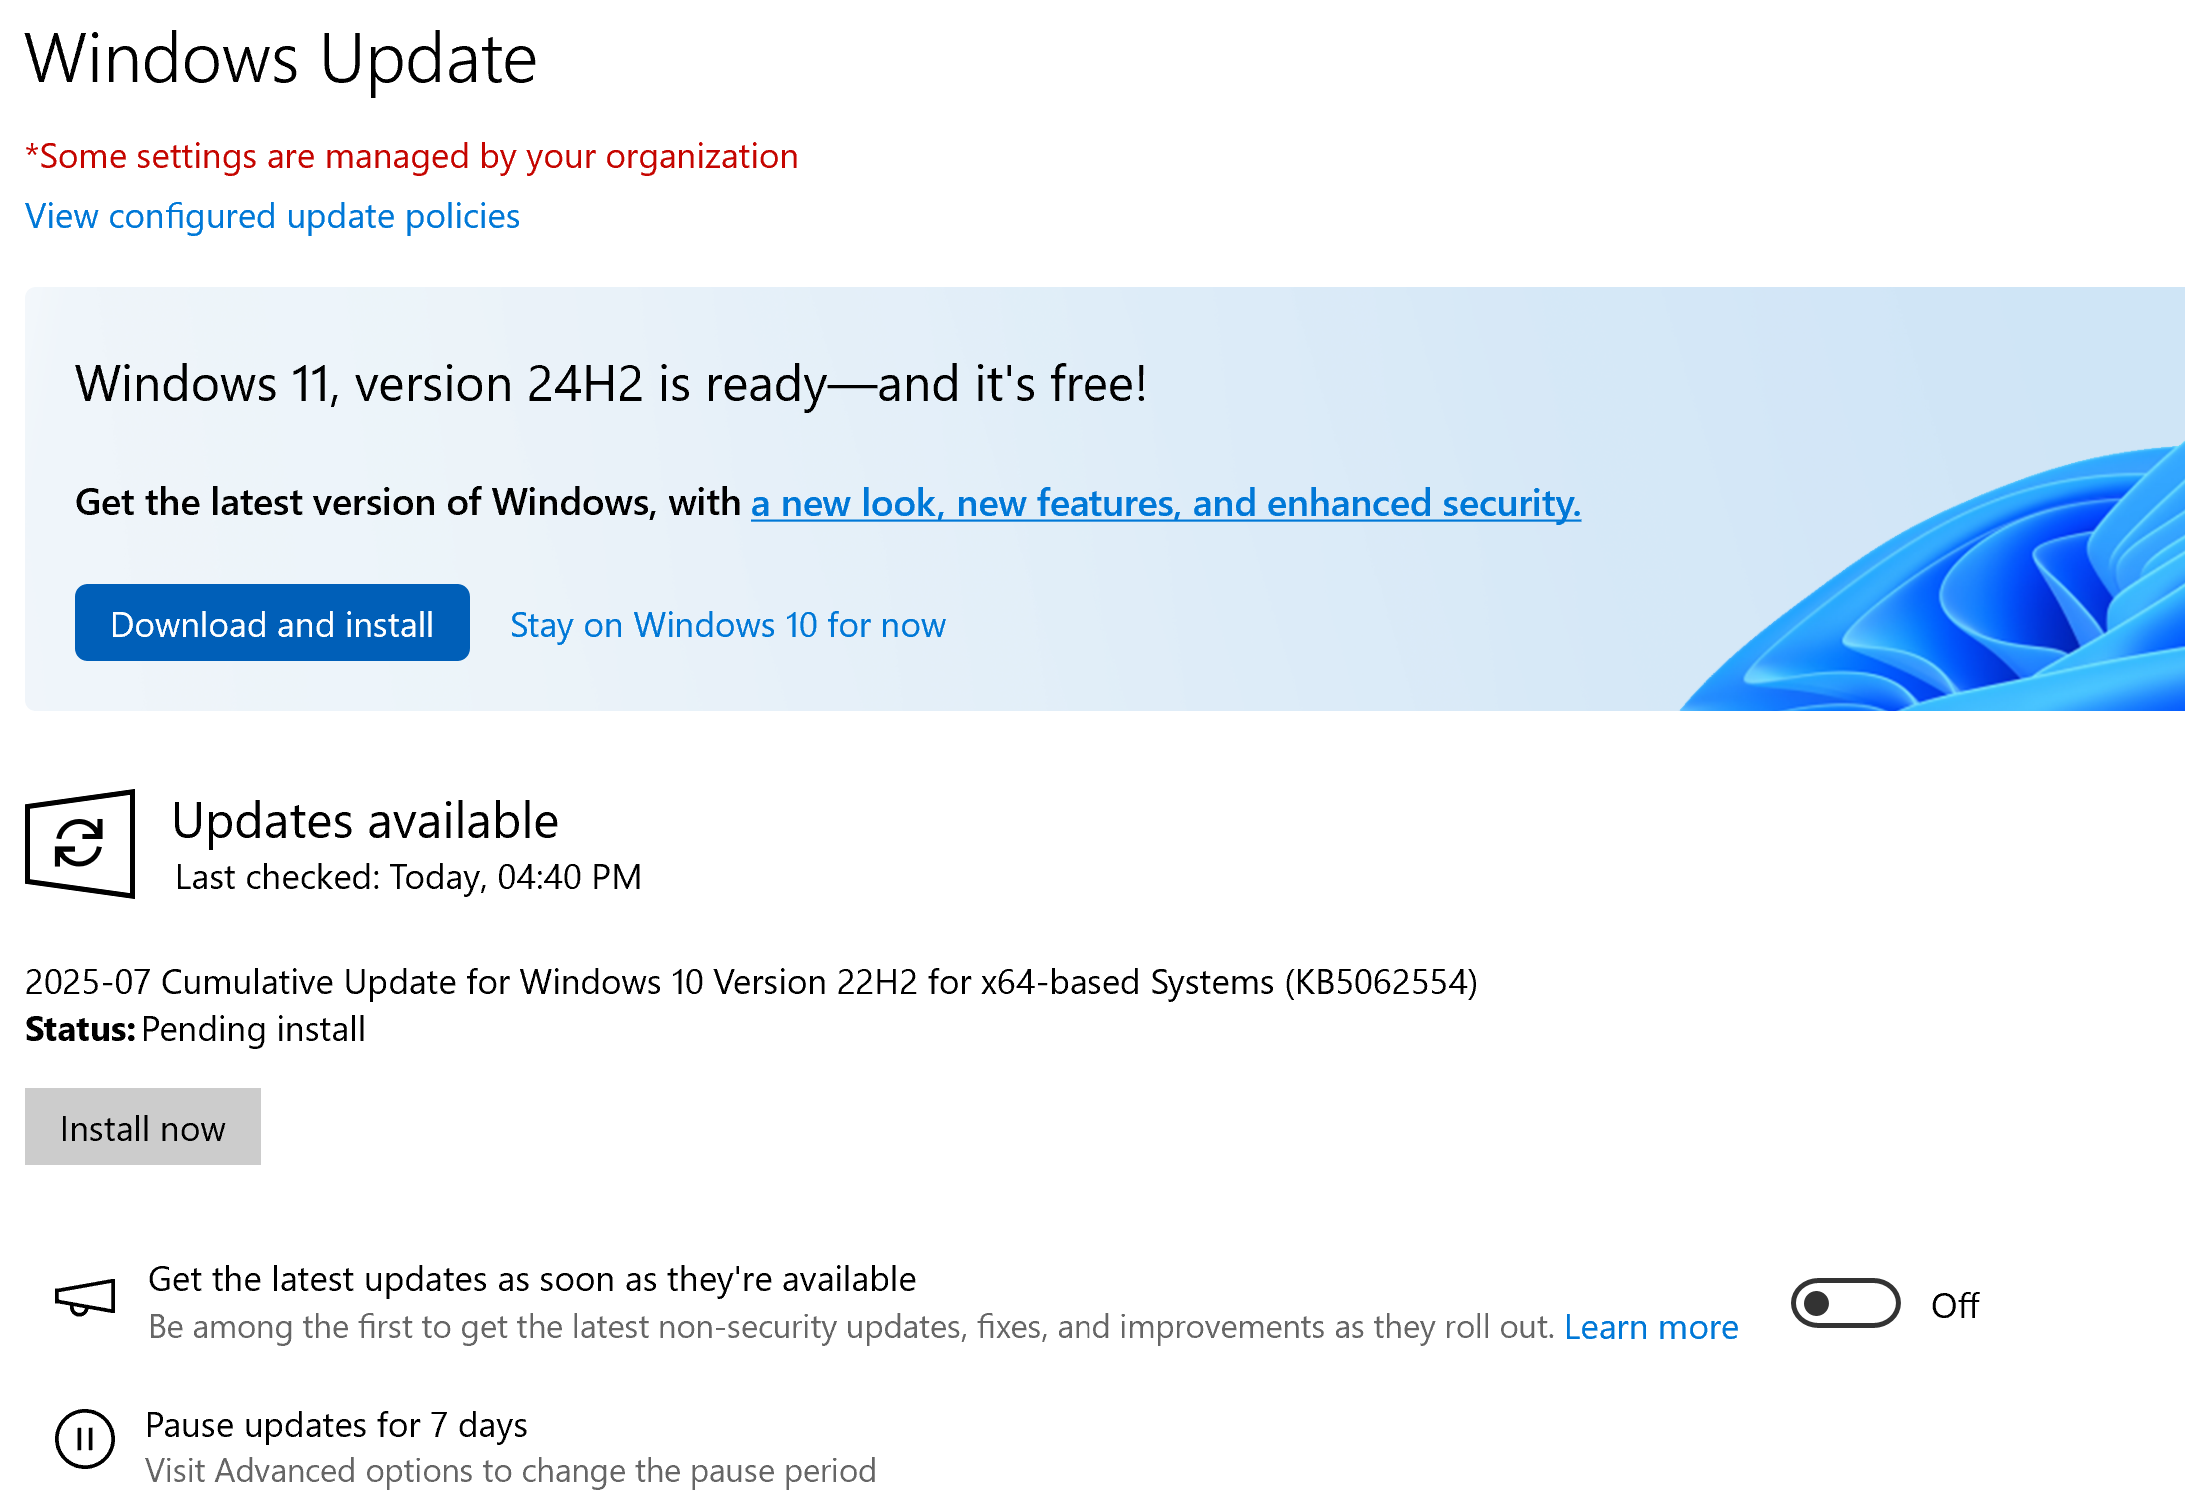 Windows Update
*Some settings are managed by your organization
View configured update policies
Windows 11, version 24H2 is ready—and it's free!
Get the latest version of Windows, with a new look, new features, and enhanced security.
Download and install Stay on Windows 10 for now
Updates available
Last checked: Today, 04:40 PM
2025-07 Cumulative Update for Windows 10 Version 22H2 for x64-based Systems (KB5062554)
Status: Pending install
Install now
Get the latest updates as soon as they're available
Be among the first to get the latest non-security updates, fixes, and improvements as they roll out. Learn more
Off
Pause updates for 7 days
Visit Advanced options to change the pause period